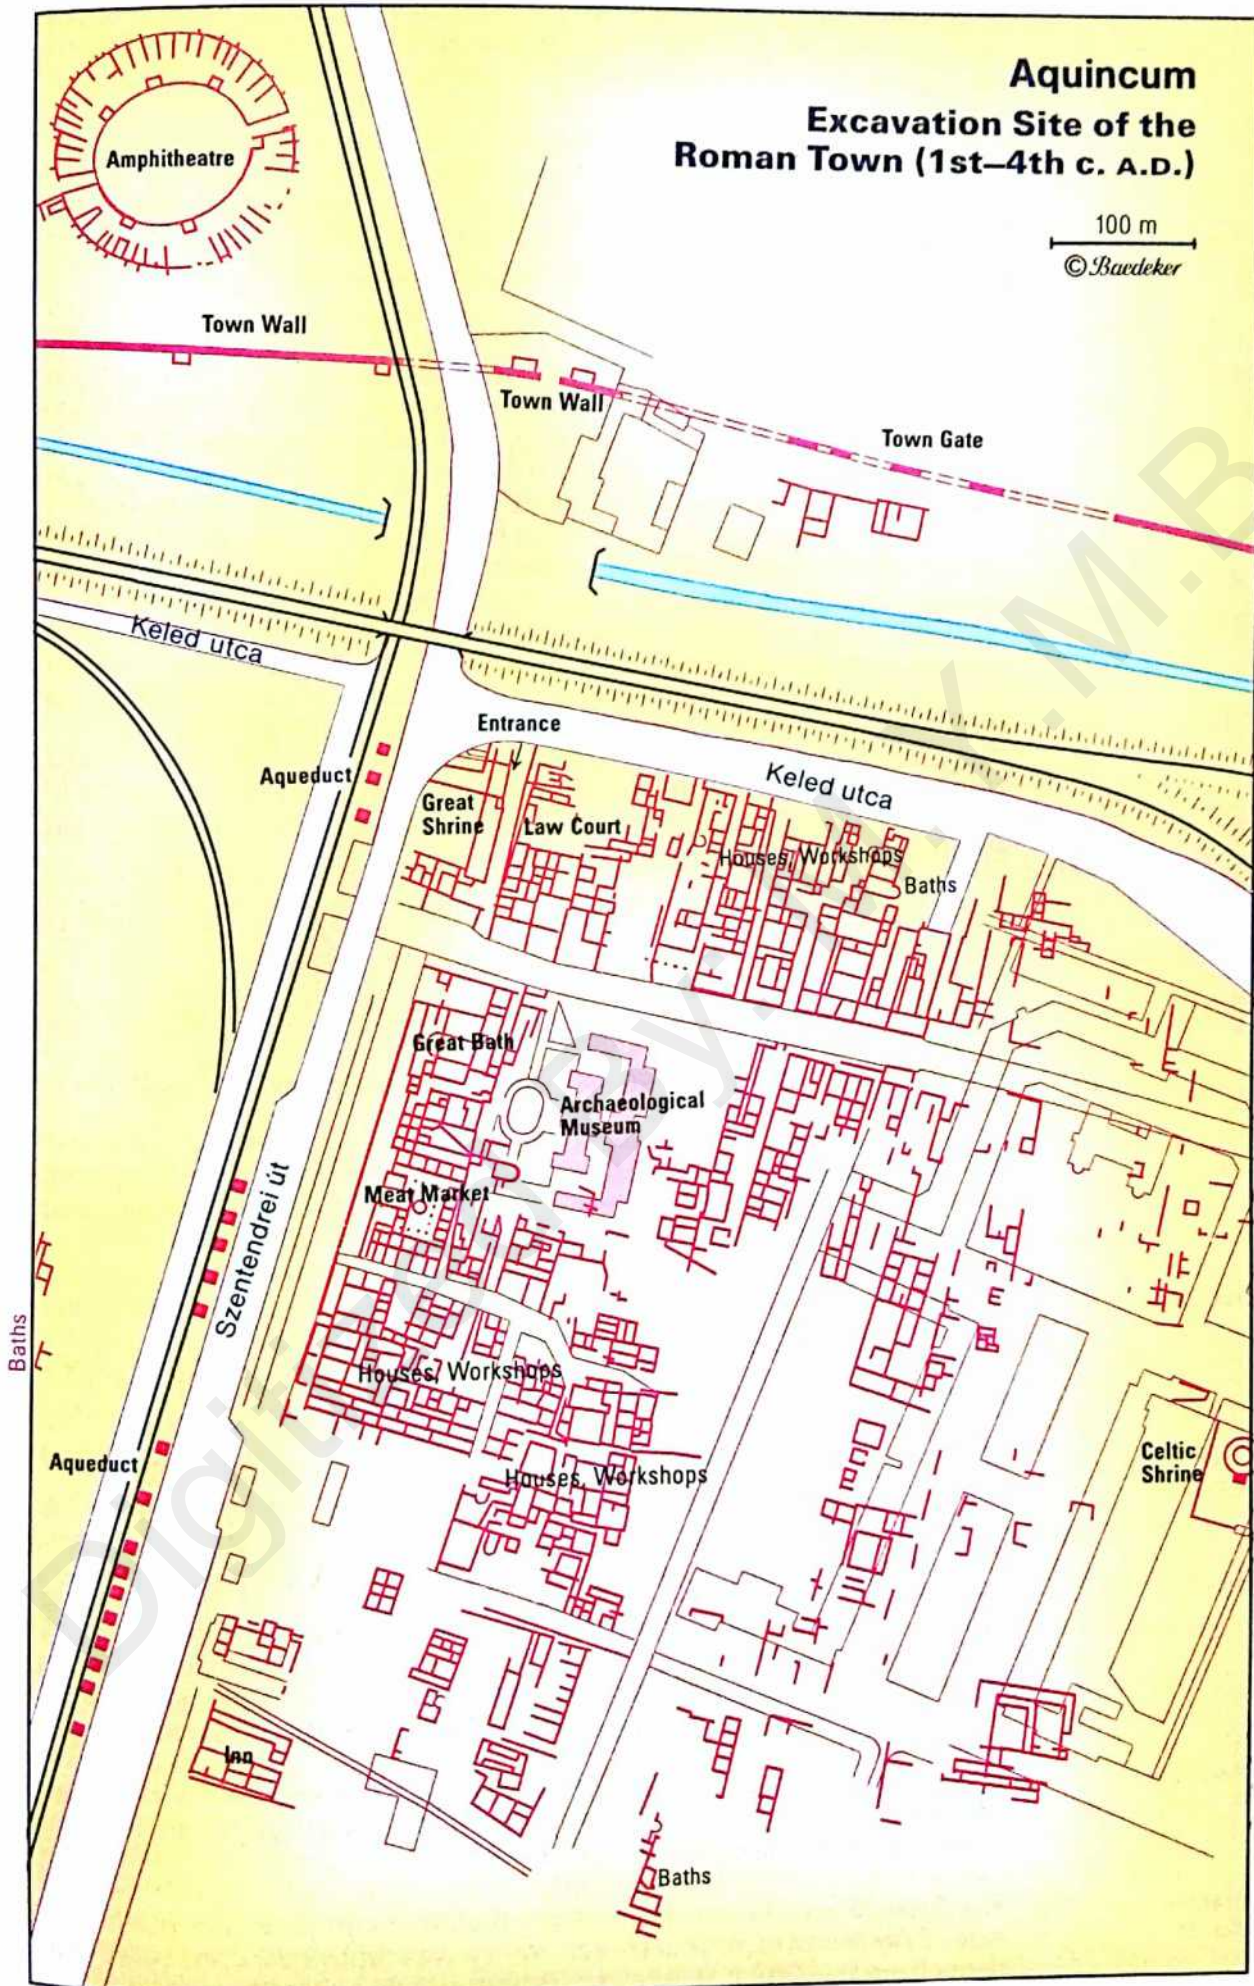 Aquincum
Excavation Site of the
Roman Town (1st–4th c. A.D.)
100 m
© Baedeker
Amphitheatre
Town Wall
Town Wall
Town Gate
Keled utca
Entrance
Keled utca
Aqueduct
Great
Shrine
Law Court
Houses, Workshops
Baths
Great Bath
Archaeological
Museum
Meat Market
Szentendrei út
Baths
Houses, Workshops
Celtic
Shrine
Aqueduct
Houses, Workshops
Inn
Baths
Digitized By: M.Y.M.B